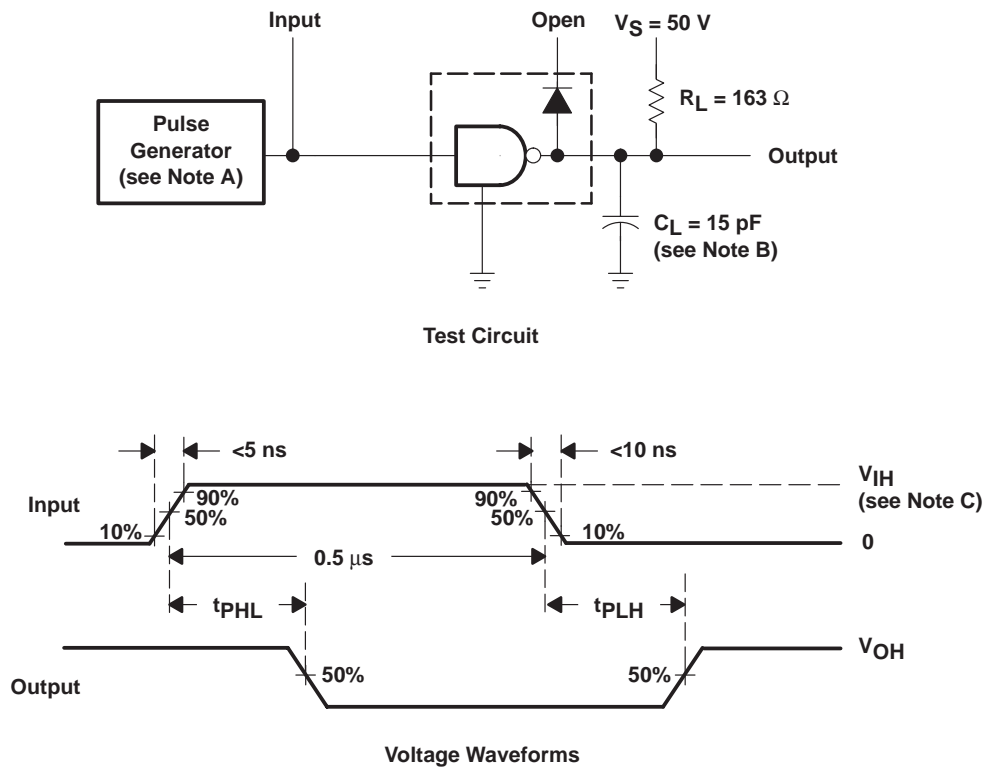 Input
Open
VS = 50 V
RL = 163 Ω
Pulse
Generator
(see Note A)
Output
CL = 15 pF
(see Note B)
Test Circuit
<5 ns
<10 ns
VIH
(see Note C)
Input
90%
50%
10%
90%
50%
10%
0
0.5 μs
tPHL
tPLH
VOH
Output
50%
50%
Voltage Waveforms